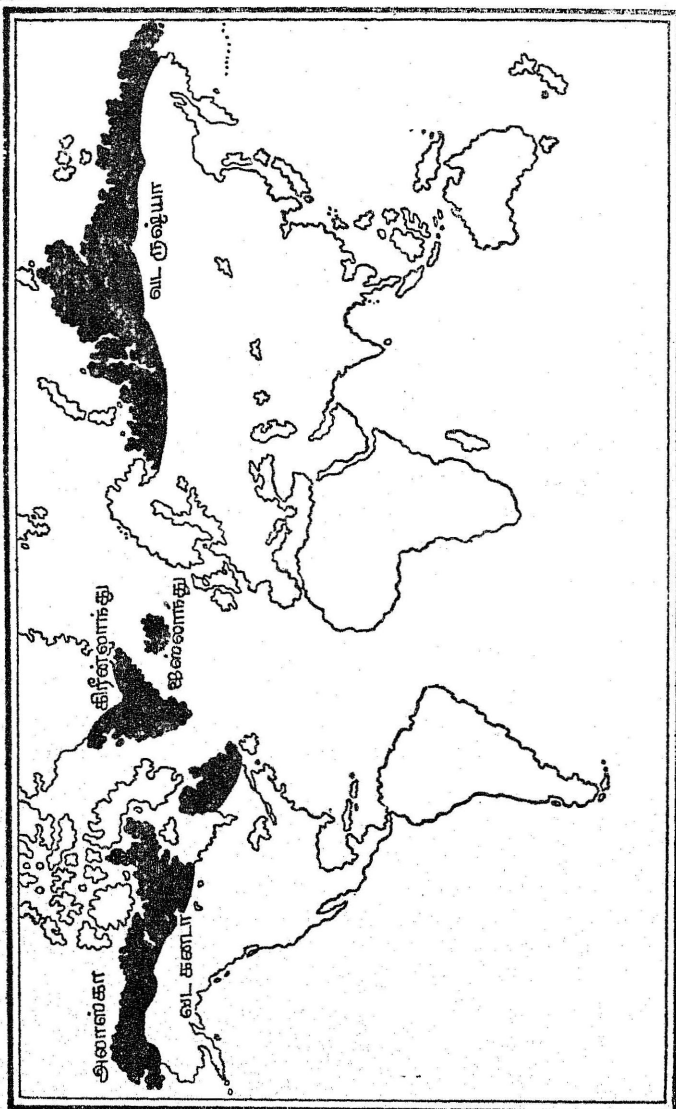 அலாஸ்கா
வட கனடா
கிரீன்லாந்து
ஐஸ்லாந்து
வட ருஷ்யா